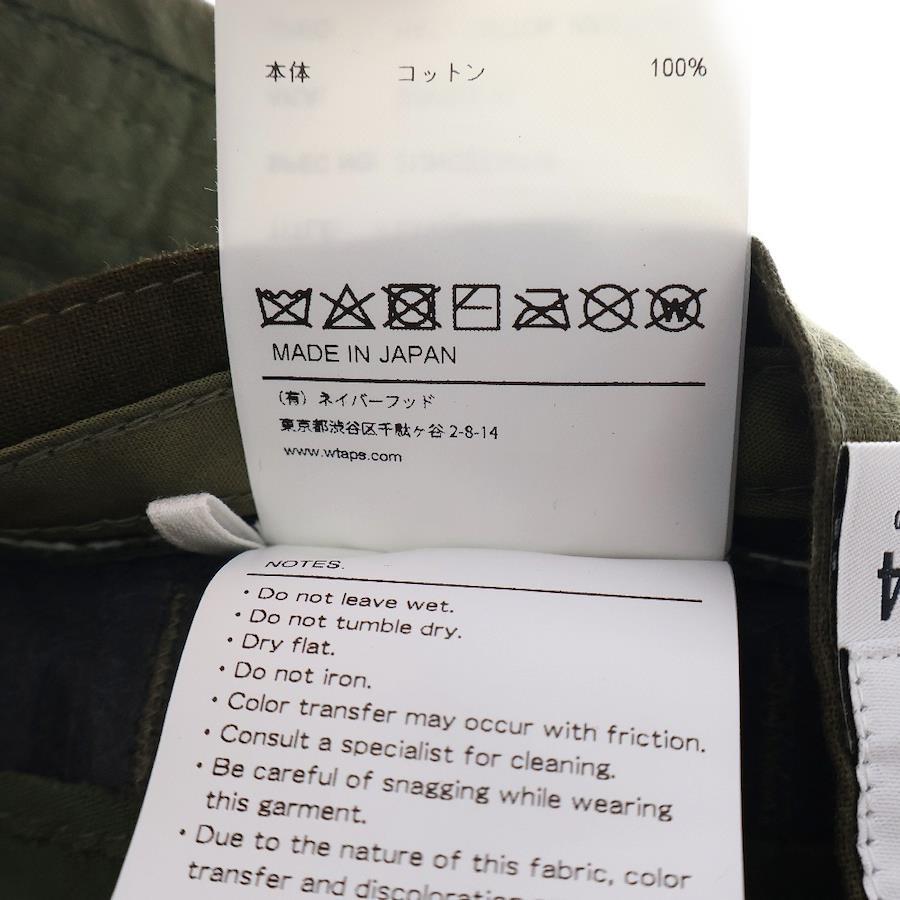 本体 コットン 100%
W
MADE IN JAPAN
(有) ネイバーフッド
東京都渋谷区千駄ヶ谷 2-8-14
www.wtaps.com
NOTES.
・Do not leave wet.
・Do not tumble dry.
・Dry flat.
・Do not iron.
・Color transfer may occur with friction.
・Consult a specialist for cleaning.
・Be careful of snagging while wearing
this garment.
・Due to the nature of this fabric, color
transfer and discoloration
4